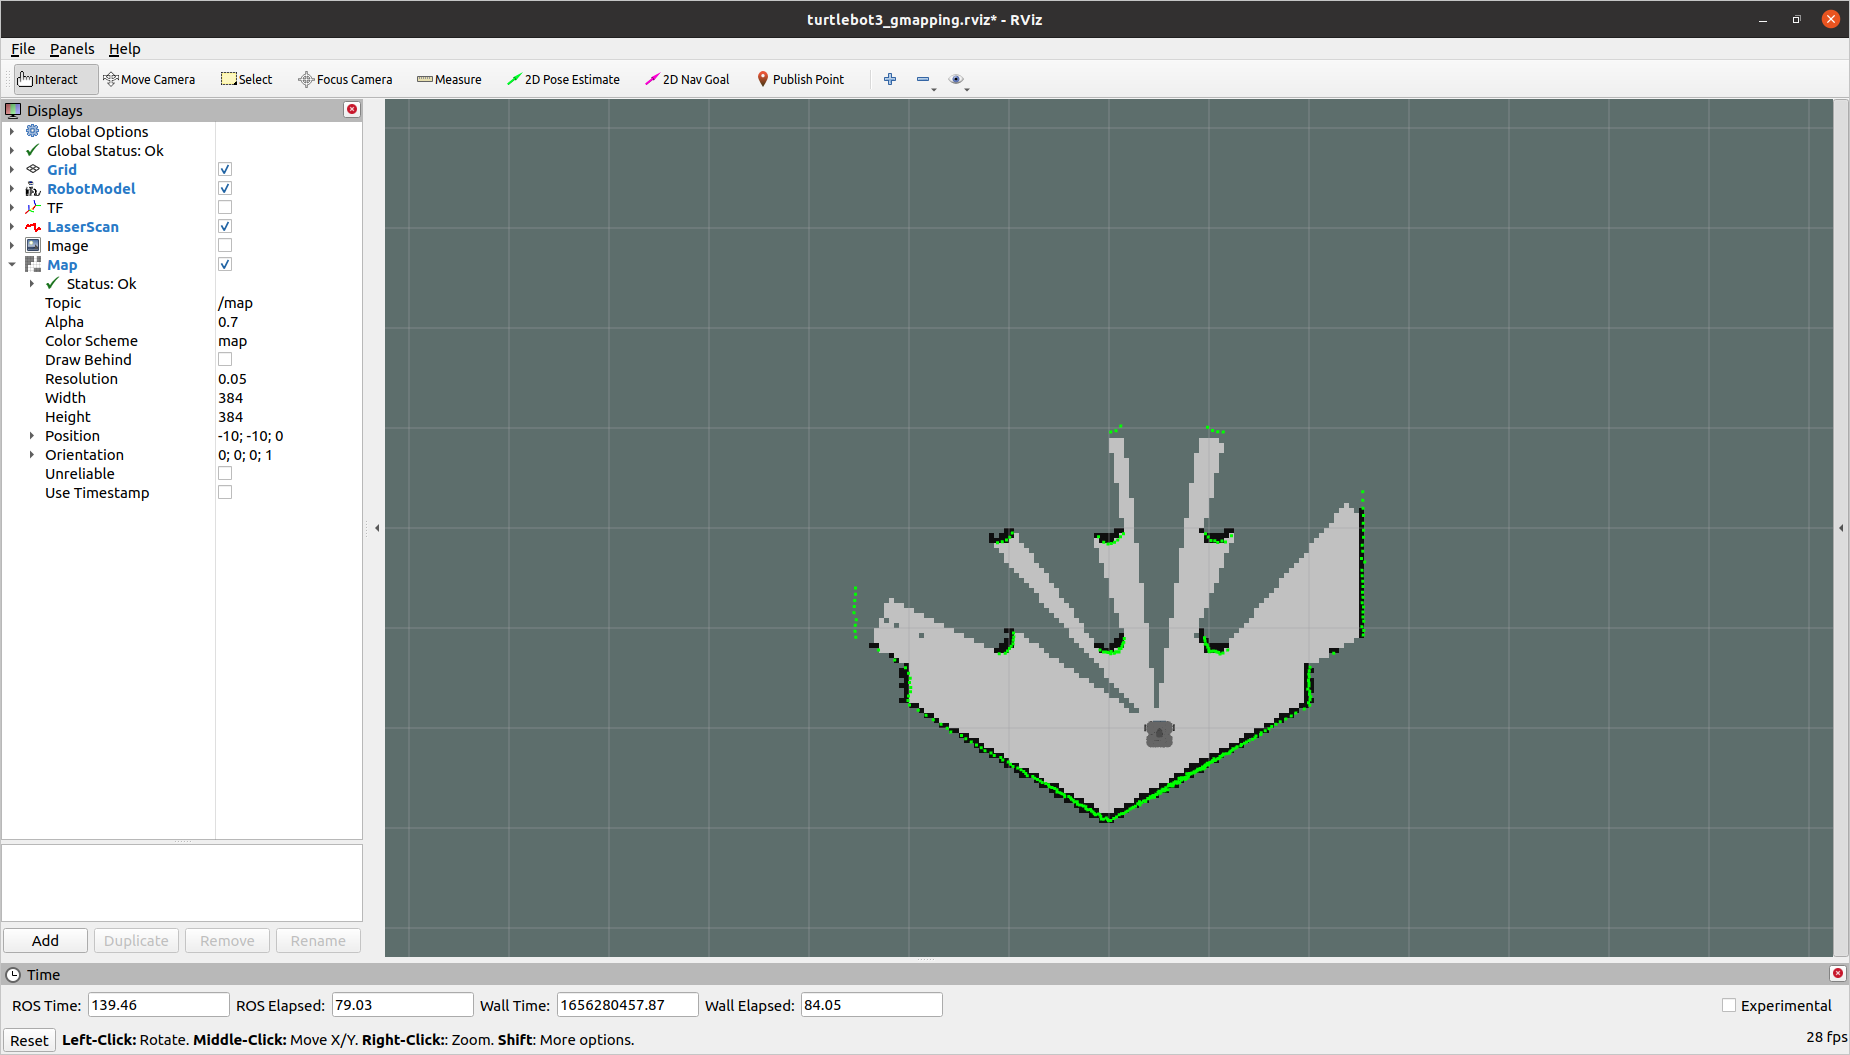 turtlebot3_gmapping.rviz* - RViz
File Panels Help
Interact Move Camera Select Focus Camera Measure 2D Pose Estimate 2D Nav Goal Publish Point
Displays
Global Options
Global Status: Ok
Grid
RobotModel
TF
LaserScan
Image
Map
Status: Ok
Topic /map
Alpha 0.7
Color Scheme map
Draw Behind
Resolution 0.05
Width 384
Height 384
Position -10; -10; 0
Orientation 0; 0; 0; 1
Unreliable
Use Timestamp
Add Duplicate Remove Rename
Time
ROS Time: 139.46 ROS Elapsed: 79.03 Wall Time: 1656280457.87 Wall Elapsed: 84.05 Experimental
Reset Left-Click: Rotate. Middle-Click: Move X/Y. Right-Click:: Zoom. Shift: More options. 28 fps